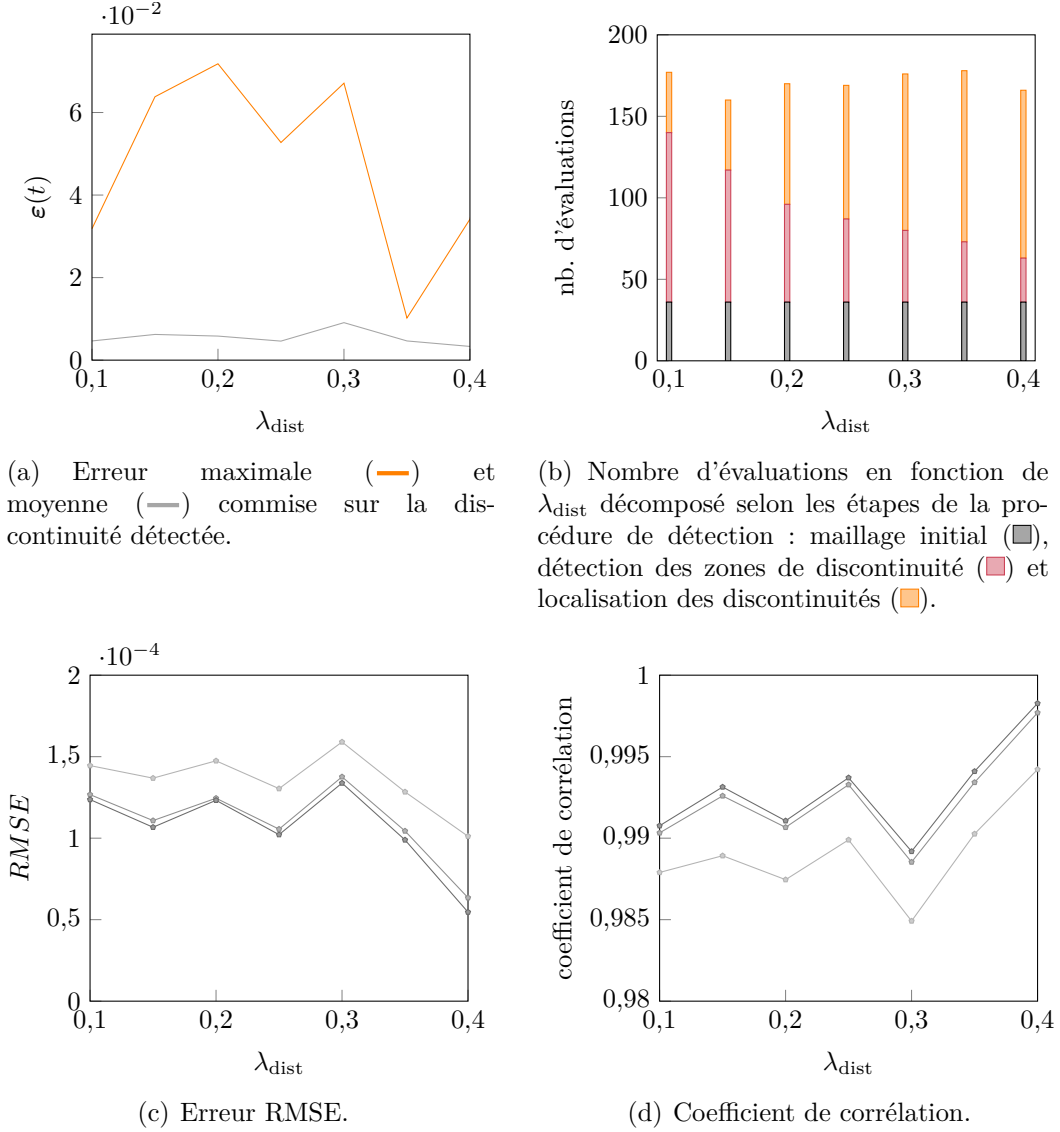 ·10⁻²
6
4
2
0
ε(t)
0,1 0,2 0,3 0,4
λdist
200
150
100
50
0
nb. d'évaluations
0,1 0,2 0,3 0,4
λdist
(a) Erreur maximale ( ) et
moyenne ( ) commise sur la dis-
continuité détectée.
(b) Nombre d'évaluations en fonction de
λdist décomposé selon les étapes de la pro-
cédure de détection : maillage initial ( ),
détection des zones de discontinuité ( ) et
localisation des discontinuités ( ).
·10⁻⁴
2
1,5
1
0,5
0
RMSE
0,1 0,2 0,3 0,4
λdist
(c) Erreur RMSE.
1
0,995
0,99
0,985
0,98
coefficient de corrélation
0,1 0,2 0,3 0,4
λdist
(d) Coefficient de corrélation.